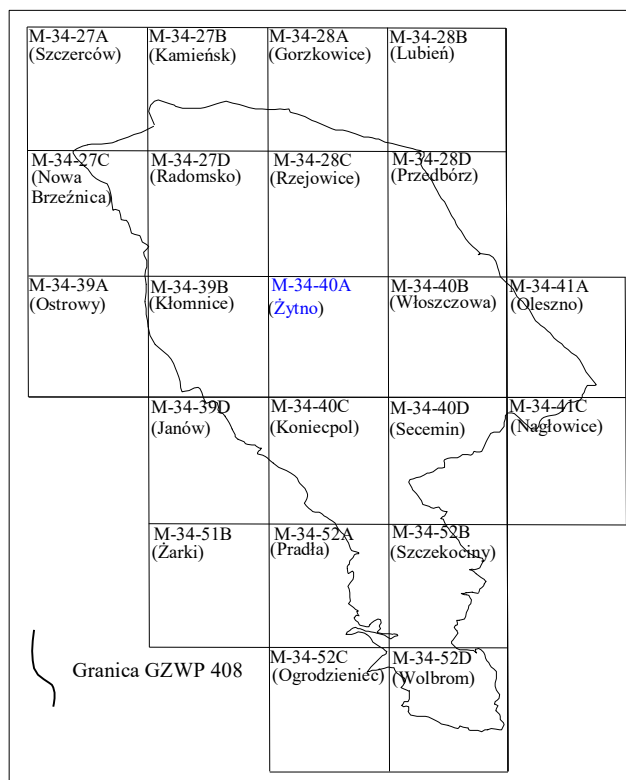 M-34-27A
(Szczerców)
M-34-27B
(Kamieńsk)
M-34-28A
(Gorzkowice)
M-34-28B
(Lubień)
M-34-27C
(Nowa
Brzeźnica)
M-34-27D
(Radomsko)
M-34-28C
(Rzejowice)
M-34-28D
(Przedbórz)
M-34-39A
(Ostrowy)
M-34-39B
(Kłomnice)
M-34-40A
(Żytno)
M-34-40B
(Włoszczowa)
M-34-41A
(Oleszno)
M-34-39D
(Janów)
M-34-40C
(Koniecpol)
M-34-40D
(Secemin)
M-34-41C
(Nagłowice)
M-34-51B
(Żarki)
M-34-52A
(Pradła)
M-34-52B
(Szczekociny)
M-34-52C
(Ogrodzieniec)
M-34-52D
(Wolbrom)
Granica GZWP 408